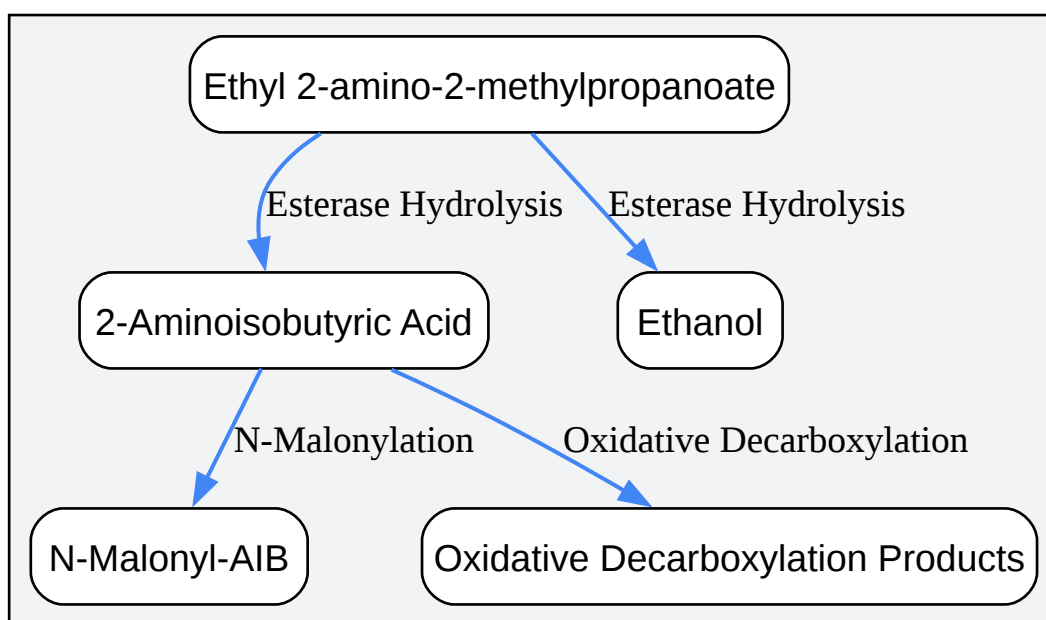 Ethyl 2-amino-2-methylpropanoate
Esterase Hydrolysis
Esterase Hydrolysis
2-Aminoisobutyric Acid
Ethanol
N-Malonylation
Oxidative Decarboxylation
N-Malonyl-AIB
Oxidative Decarboxylation Products